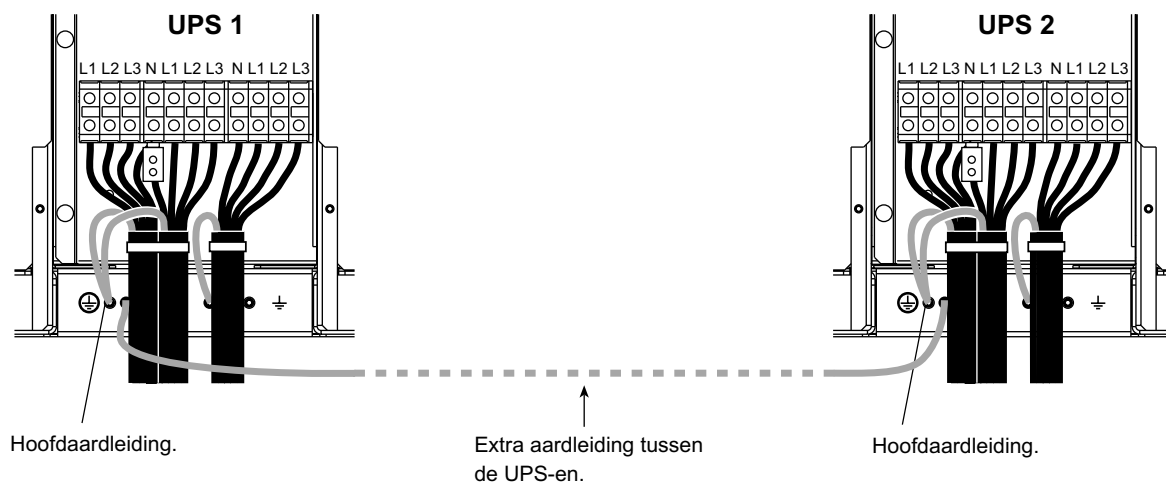 UPS 1
UPS 2
L1 L2 L3 N L1 L2 L3 N L1 L2 L3
L1 L2 L3 N L1 L2 L3 N L1 L2 L3
Hoofdaardleiding.
Extra aardleiding tussen
de UPS-en.
Hoofdaardleiding.